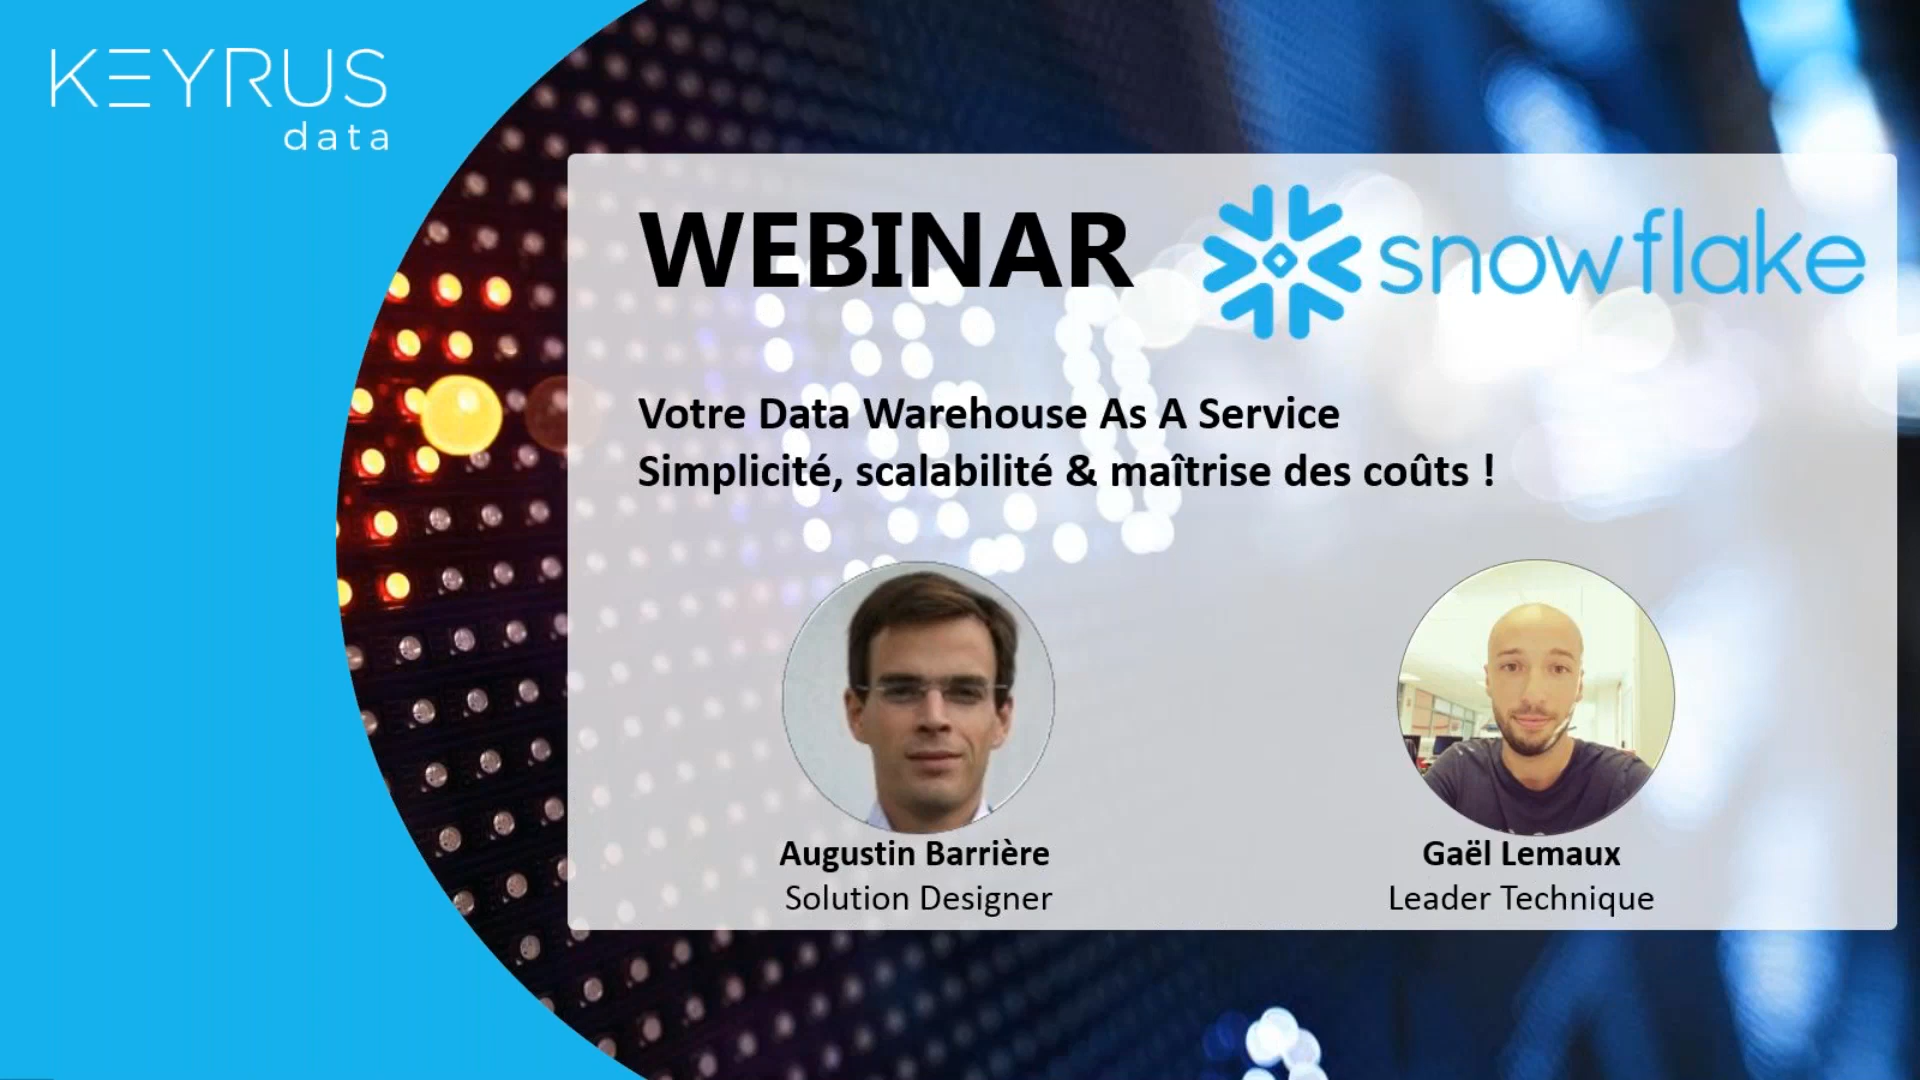 KEYRUS
data
WEBINAR
snowflake
Votre Data Warehouse As A Service
Simplicité, scalabilité & maîtrise des coûts !
Augustin Barrière
Solution Designer
Gaël Lemaux
Leader Technique